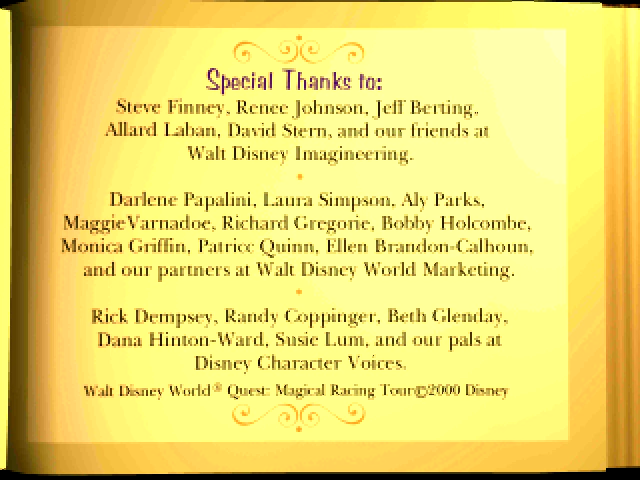 Special Thanks to:
Steve Finney, Renee Johnson, Jeff Berting,
Allard Laban, David Stern, and our friends at
Walt Disney Imagineering.
Darlene Papalini, Laura Simpson, Aly Parks,
MaggieVarnadoe, Richard Gregorie, Bobby Holcombe,
Monica Griffin, Patrice Quinn, Ellen Brandon-Calhoun,
and our partners at Walt Disney World Marketing.
Rick Dempsey, Randy Coppinger, Beth Glenday,
Dana Hinton-Ward, Susie Lum, and our pals at
Disney Character Voices.
Walt Disney World® Quest: Magical Racing Tour©2000 Disney